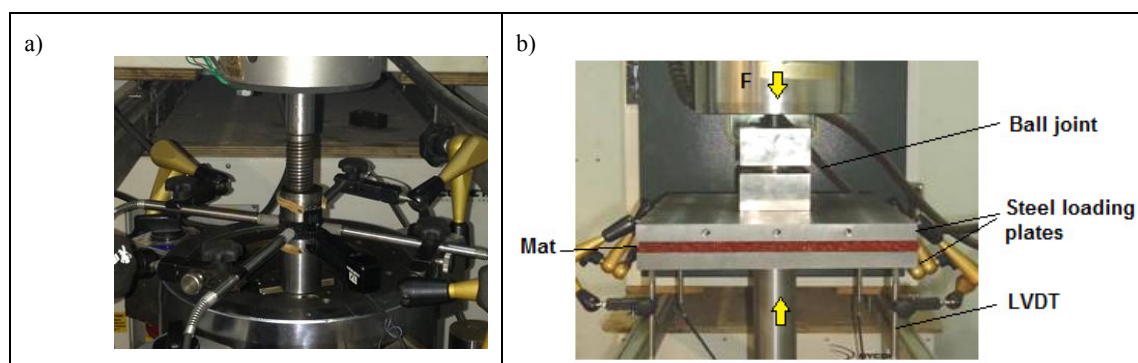 a)
b)
F
Ball joint
Steel loading
plates
Mat
LVDT